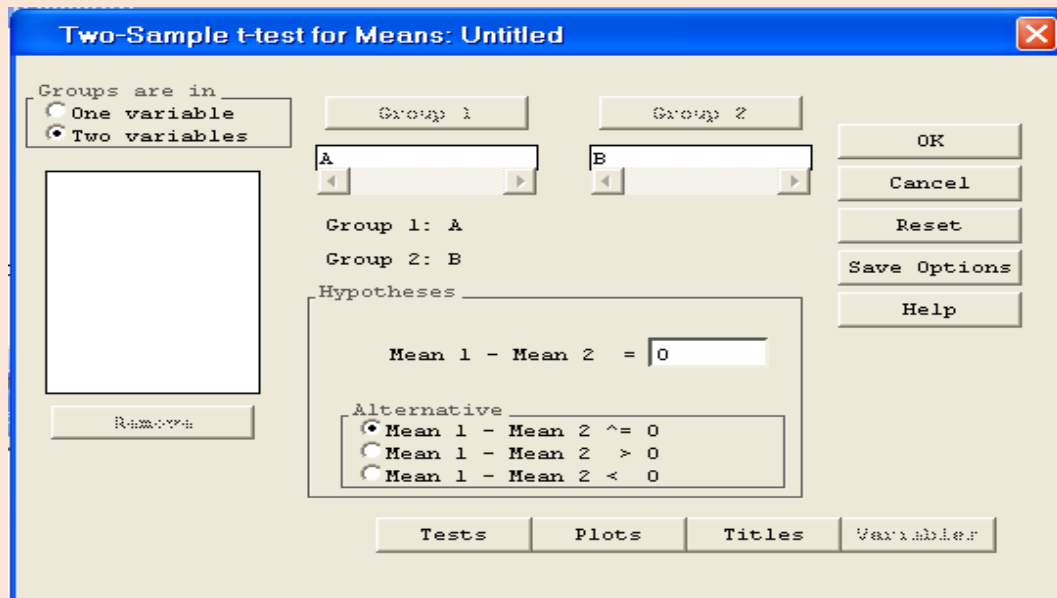 Two-Sample t-test for Means: Untitled
Groups are in
One variable
Two variables
Group 1
Group 2
A
B
Group 1: A
Group 2: B
OK
Cancel
Reset
Save Options
Help
Hypotheses
Mean 1 - Mean 2 = 0
Alternative
Mean 1 - Mean 2 ^= 0
Mean 1 - Mean 2 > 0
Mean 1 - Mean 2 < 0
Remove
Tests
Plots
Titles
Variables